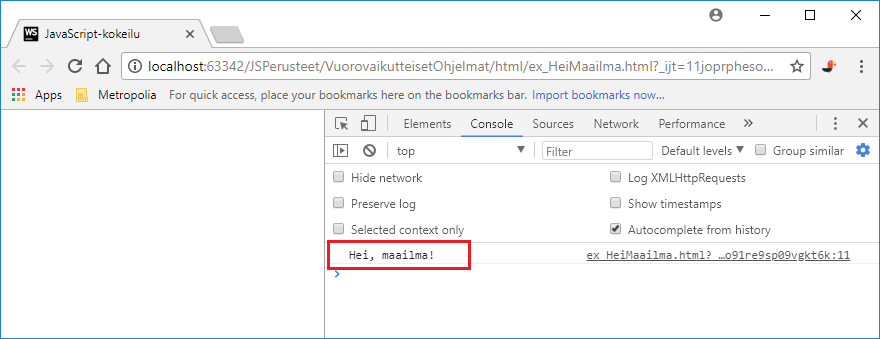 WS JavaScript-kokeilu
localhost:63342/JSPerusteet/VuorovaikutteisetOhjelmat/html/ex_HeiMaailma.html?_ijt=11joprpheso...
Apps Metropolia For quick access, place your bookmarks here on the bookmarks bar. Import bookmarks now...
Elements Console Sources Network Performance »
top Filter Default levels Group similar
Hide network Log XMLHttpRequests
Preserve log Show timestamps
Selected context only Autocomplete from history
Hei, maailma! ex_HeiMaailma.html?_…o91re9sp09vgkt6k:11